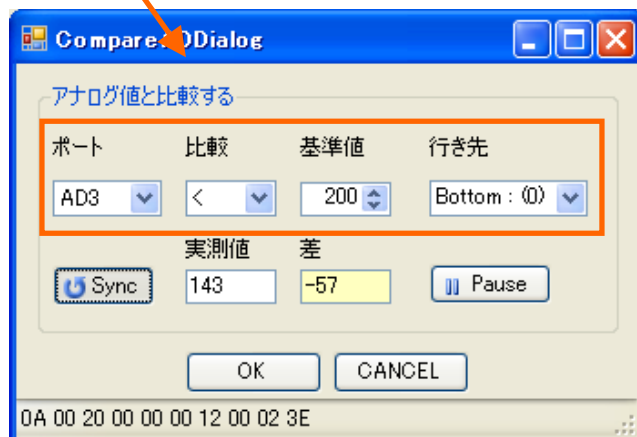 Compare DDialog
アナログ値と比較する
ポート 比較 基準値 行き先
AD3 < 200 Bottom : (0)
実測値 差
Sync 143 -57 Pause
OK CANCEL
0A 00 20 00 00 00 12 00 02 3E